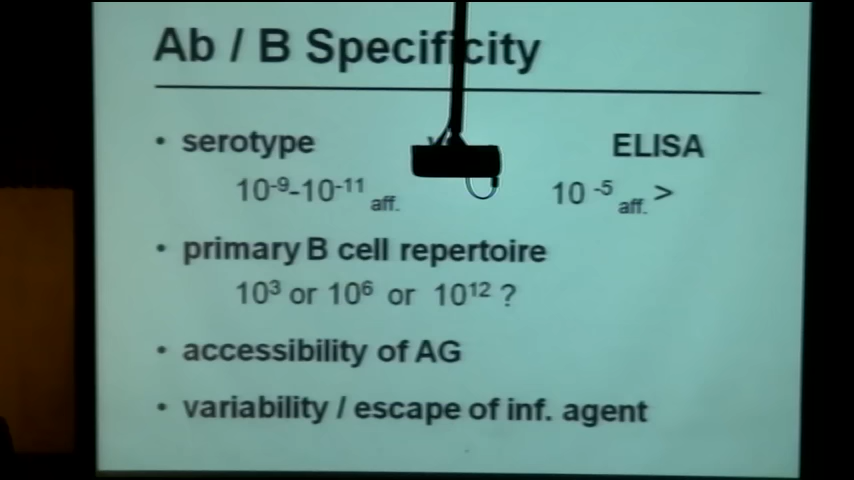 Ab / B Specificity
• serotype ELISA
10⁻⁹-10⁻¹¹ aff. 10 ⁻⁵ aff. >
• primary B cell repertoire
10³ or 10⁶ or 10¹² ?
• accessibility of AG
• variability / escape of inf. agent